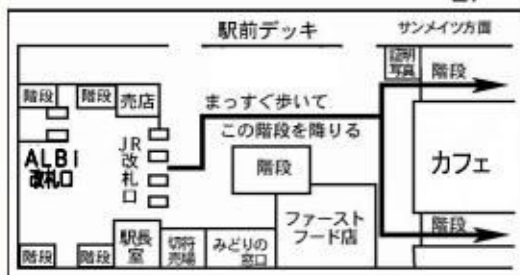 駅前デッキ
サンメイツ方面
証明
写真
階段
階段
階段
売店
まっすぐ歩いて
この階段を降りる
ALBI
改札口
JR
改札口
階段
カフェ
階段
ファースト
フード店
駅長
室
切符
売場
みどりの
窓口
階段
階段